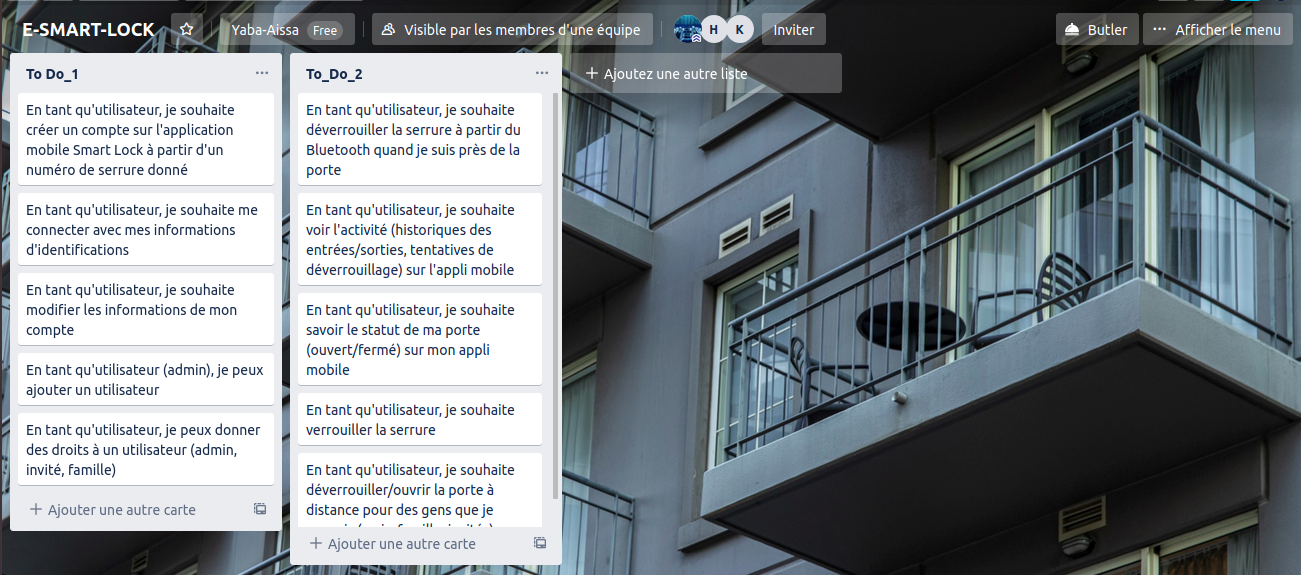 E-SMART-LOCK
Yaba-Aissa Free
Visible par les membres d'une équipe
H
K
Inviter
Butler
Afficher le menu
To Do_1
En tant qu'utilisateur, je souhaite
créer un compte sur l'application
mobile Smart Lock à partir d'un
numéro de serrure donné
En tant qu'utilisateur, je souhaite me
connecter avec mes informations
d'identifications
En tant qu'utilisateur, je souhaite
modifier les informations de mon
compte
En tant qu'utilisateur (admin), je peux
ajouter un utilisateur
En tant qu'utilisateur, je peux donner
des droits à un utilisateur (admin,
invité, famille)
Ajouter une autre carte
To_Do_2
En tant qu'utilisateur, je souhaite
déverrouiller la serrure à partir du
Bluetooth quand je suis près de la
porte
En tant qu'utilisateur, je souhaite
voir l'activité (historiques des
entrées/sorties, tentatives de
déverrouillage) sur l'appli mobile
En tant qu'utilisateur, je souhaite
savoir le statut de ma porte
(ouvert/fermé) sur mon appli
mobile
En tant qu'utilisateur, je souhaite
verrouiller la serrure
En tant qu'utilisateur, je souhaite
déverrouiller/ouvrir la porte à
distance pour des gens que je
Ajouter une autre carte
Ajoutez une autre liste